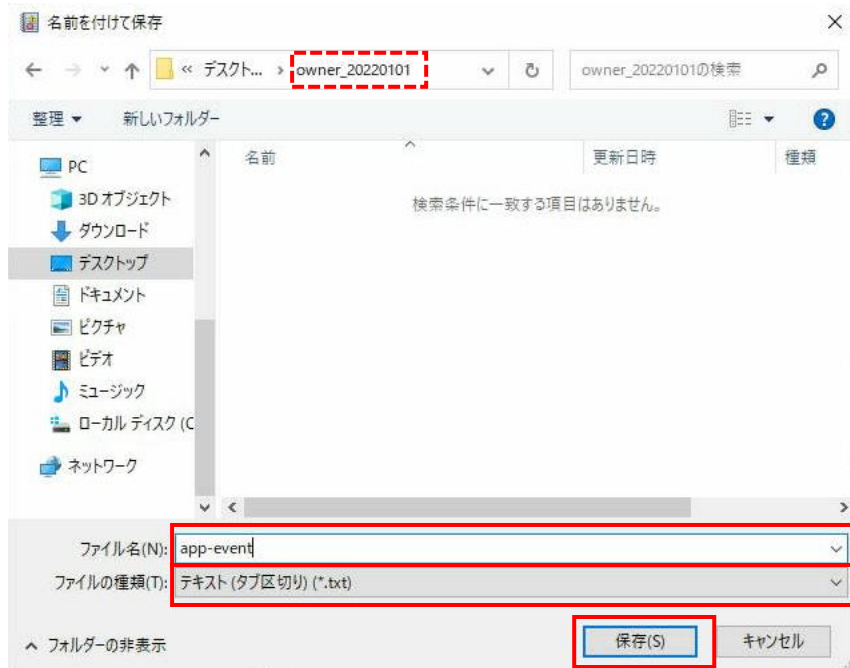 名前を付けて保存
« デスクト... › owner_20220101
owner_20220101の検索
整理 新しいフォルダー
名前 更新日時 種類
検索条件に一致する項目はありません。
PC
3D オブジェクト
ダウンロード
デスクトップ
ドキュメント
ピクチャ
ビデオ
ミュージック
ローカル ディスク (C
ネットワーク
ファイル名(N): app-event
ファイルの種類(T): テキスト (タブ区切り) (*.txt)
フォルダーの非表示
保存(S) キャンセル